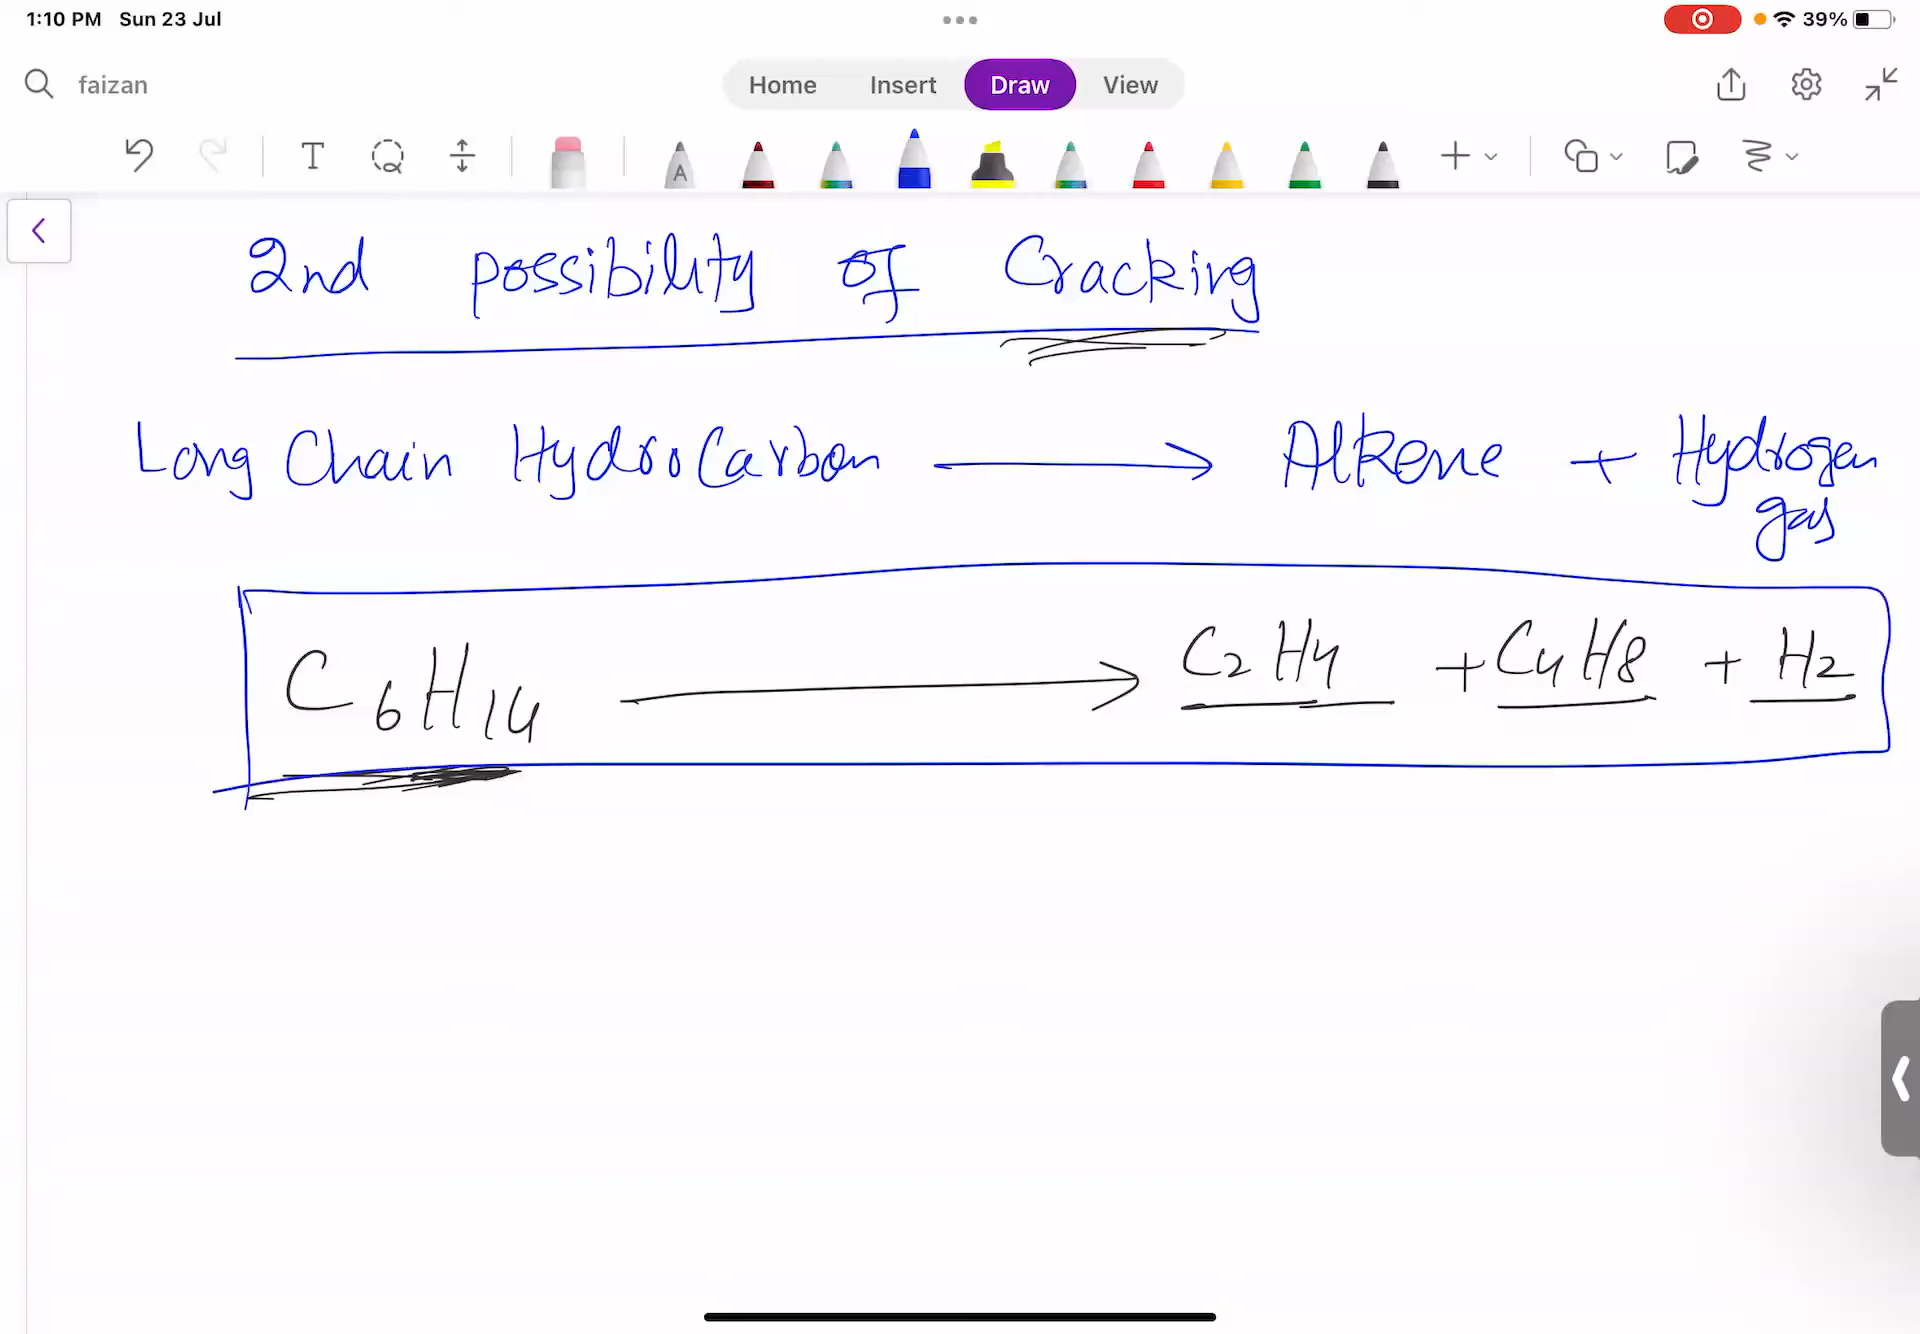 1:10 PM Sun 23 Jul
39%
faizan
Home Insert Draw View
T
A
2nd possibility of Cracking
Long Chain HydroCarbon → Alkene + Hydrogen
gas
C6H14 → C2H4 + C4H8 + H2